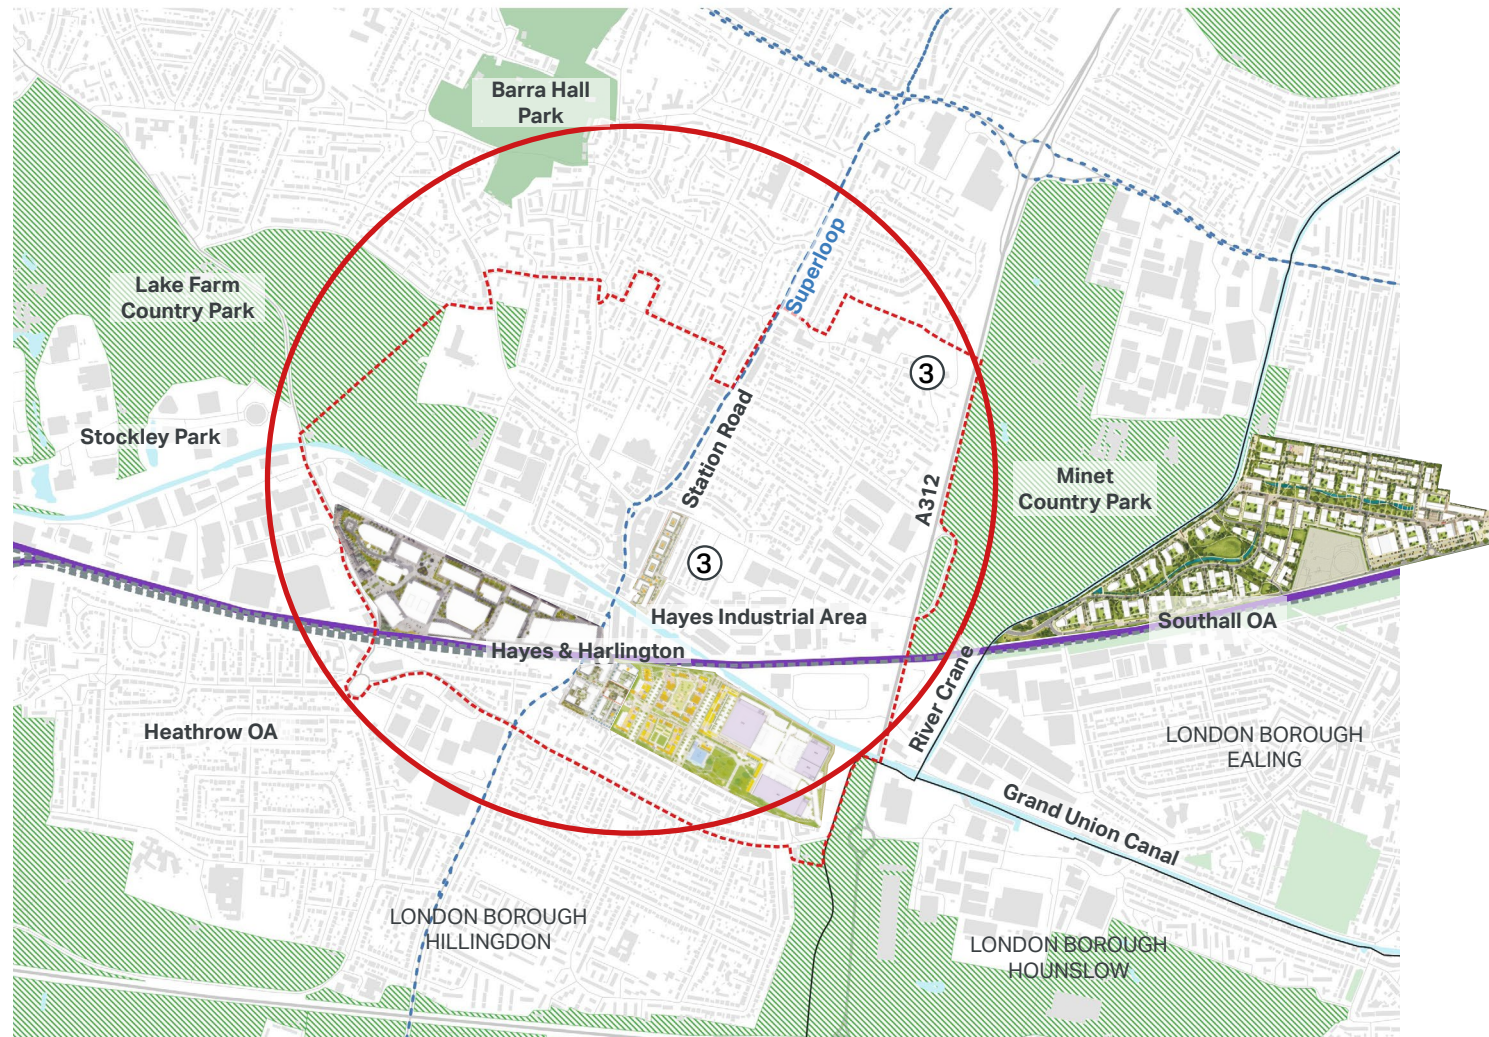 Barra Hall
Park
Superloop
Lake Farm
Country Park
③
Station Road
Stockley Park
A312
Minet
Country Park
③
Hayes Industrial Area
Southall OA
Hayes & Harlington
River Crane
Heathrow OA
LONDON BOROUGH
EALING
Grand Union Canal
LONDON BOROUGH
HILLINGDON
LONDON BOROUGH
HOUNSLOW